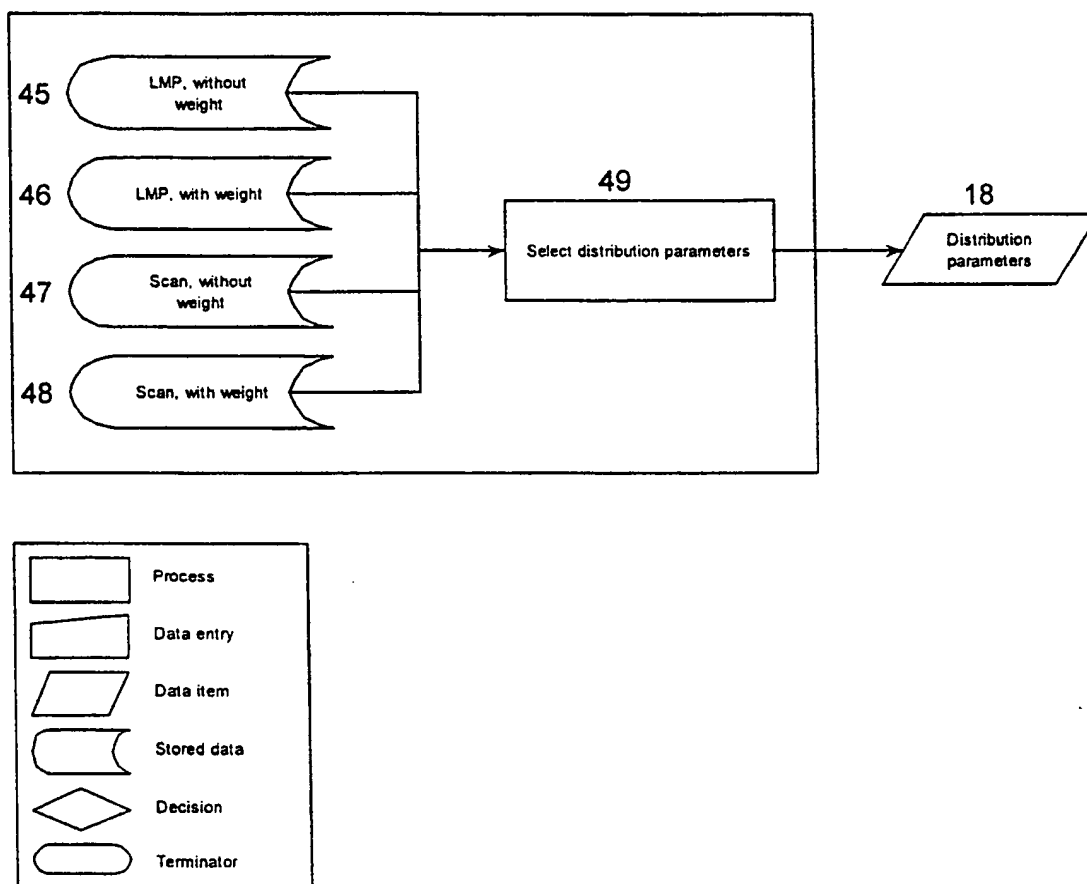 45
LMP, without
weight
46
LMP, with weight
47
Scan, without
weight
48
Scan, with weight
49
Select distribution parameters
18
Distribution
parameters
Process
Data entry
Data item
Stored data
Decision
Terminator